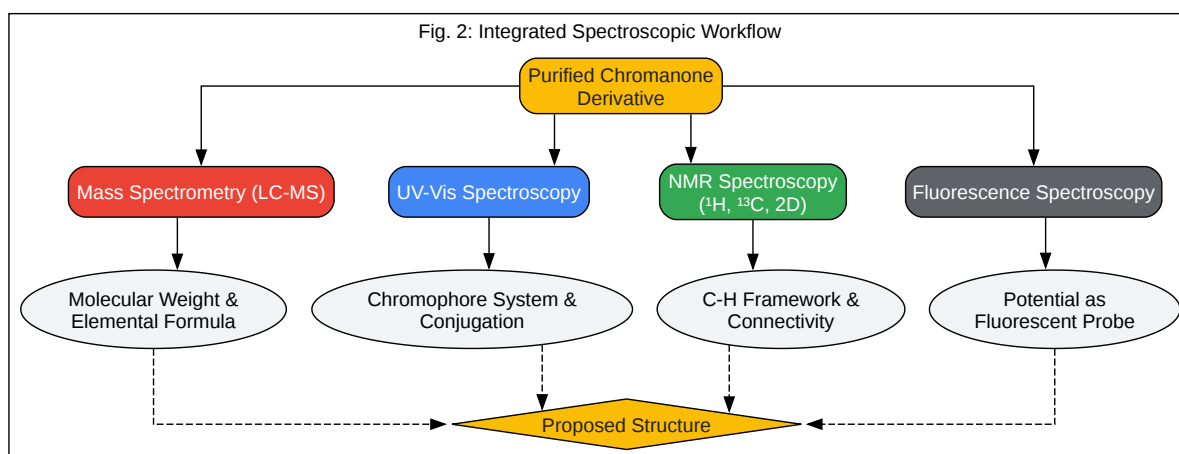 Fig. 2: Integrated Spectroscopic Workflow
Purified Chromanone
Derivative
Mass Spectrometry (LC-MS)
UV-Vis Spectroscopy
NMR Spectroscopy
(¹H, ¹³C, 2D)
Fluorescence Spectroscopy
Molecular Weight &
Elemental Formula
Chromophore System &
Conjugation
C-H Framework &
Connectivity
Potential as
Fluorescent Probe
Proposed Structure